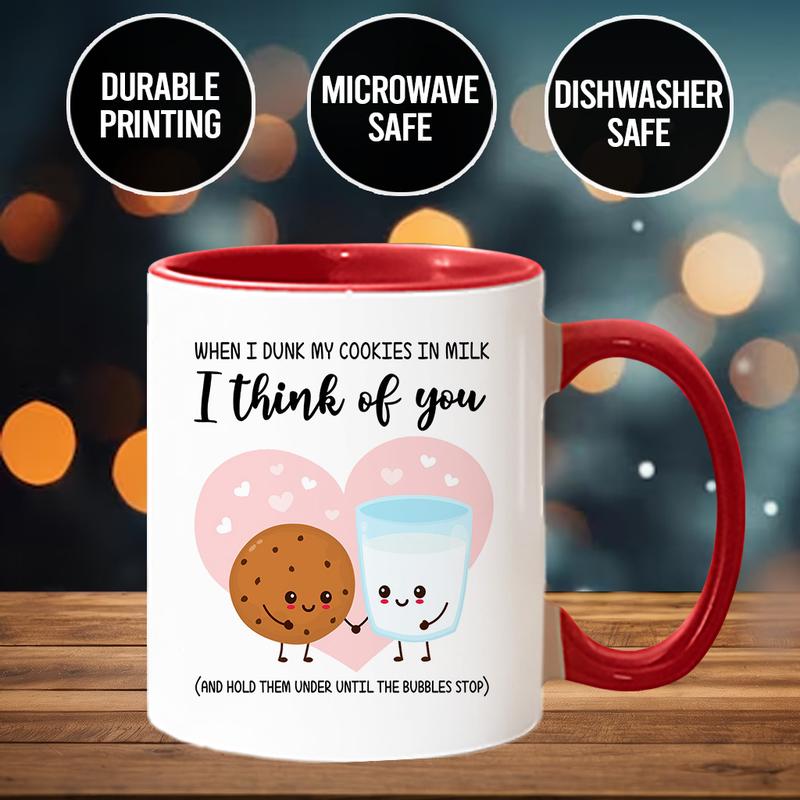 DURABLE
PRINTING
MICROWAVE
SAFE
DISHWASHER
SAFE
WHEN I DUNK MY COOKIES IN MILK
I think of you
(AND HOLD THEM UNDER UNTIL THE BUBBLES STOP)